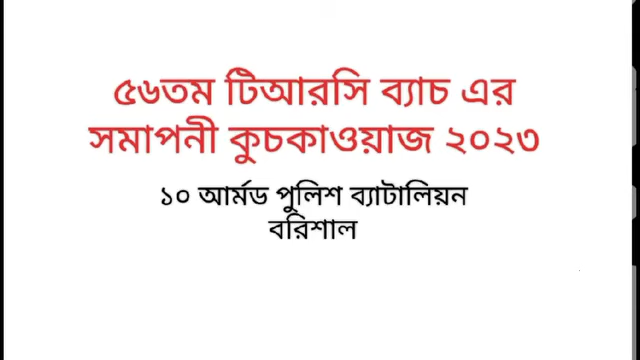 ৫৬তম টিআরসি ব্যাচ এর
সমাপনী কুচকাওয়াজ ২০২৩
১০ আর্মড পুলিশ ব্যাটালিয়ন
বরিশাল